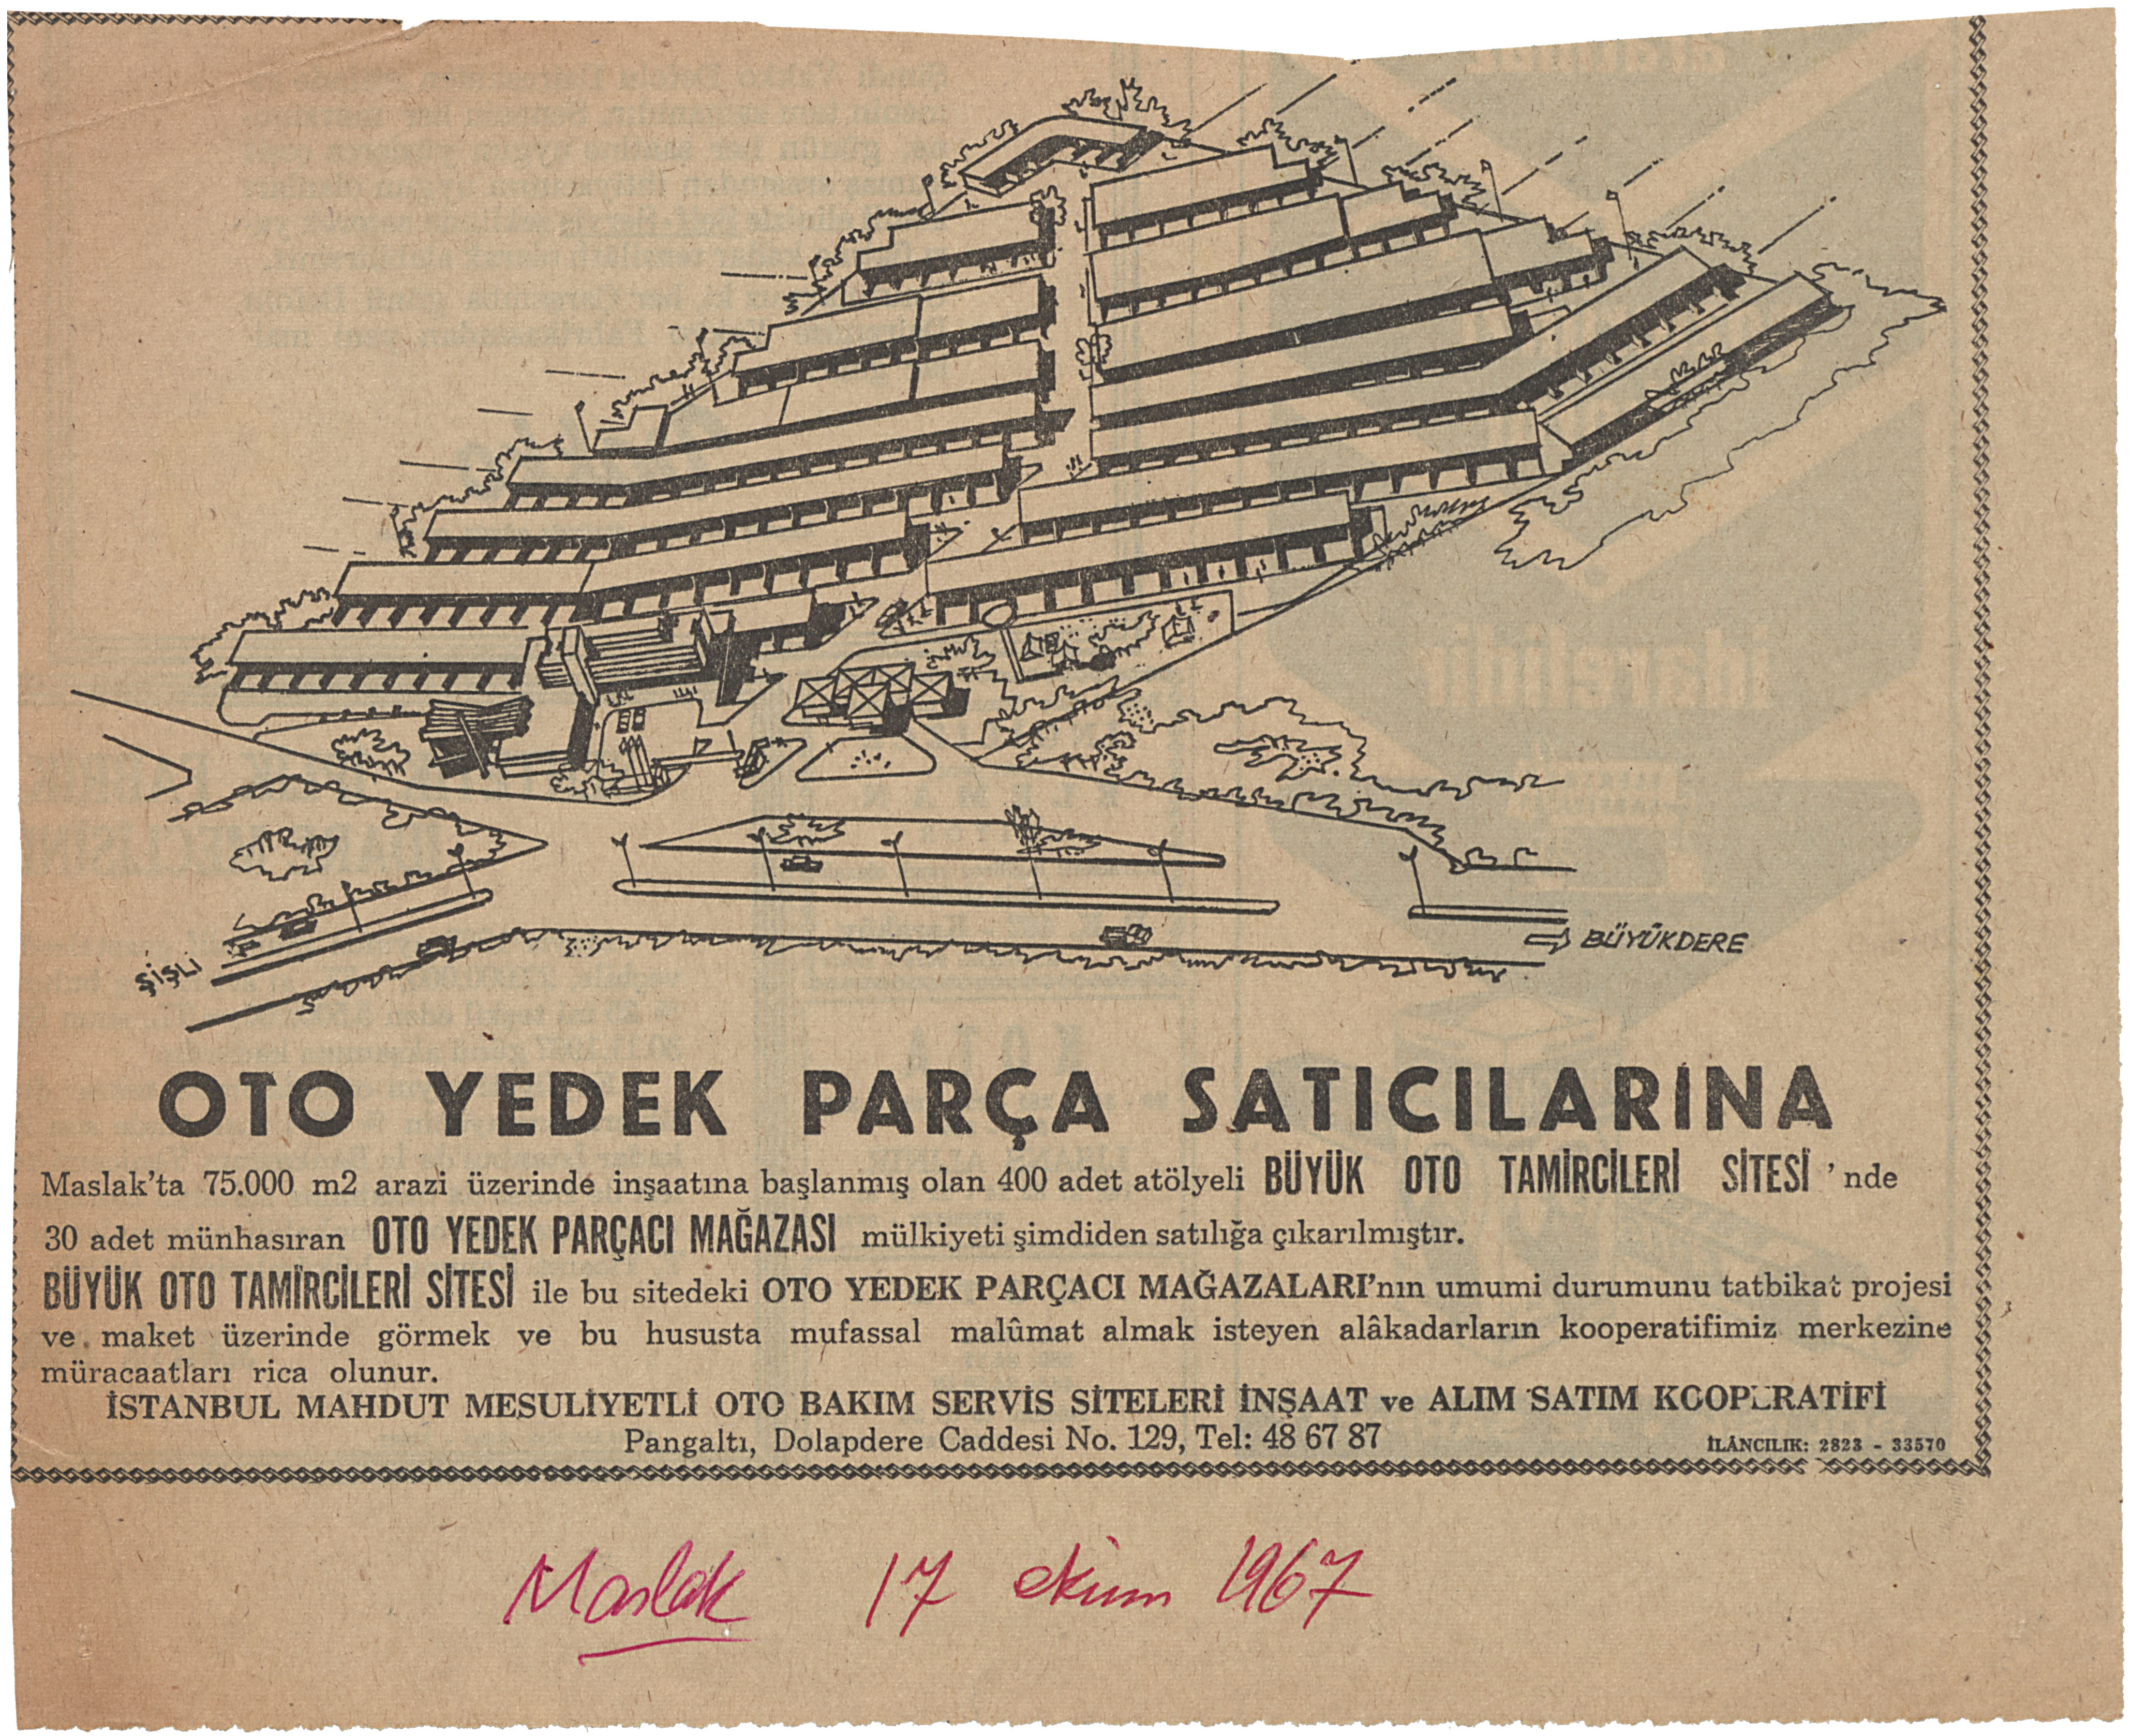 ŞİŞLİ
BÜYÜKDERE
OTO YEDEK PARÇA SATICILARINA
Maslak'ta 75.000 m2 arazi üzerinde inşaatına başlanmış olan 400 adet atölyeli BÜYÜK OTO TAMİRCİLERİ SİTESİ 'nde
30 adet münhasıran OTO YEDEK PARÇACI MAĞAZASI mülkiyeti şimdiden satılığa çıkarılmıştır.
BÜYÜK OTO TAMİRCİLERİ SİTESİ ile bu sitedeki OTO YEDEK PARÇACI MAĞAZALARI'nın umumi durumunu tatbikat projesi
ve maket üzerinde görmek ve bu hususta mufassal malûmat almak isteyen alâkadarların kooperatifimiz merkezine
müracaatları rica olunur.
İSTANBUL MAHDUT MESULİYETLİ OTO BAKIM SERVİS SİTELERİ İNŞAAT ve ALIM SATIM KOOPERATİFİ
Pangaltı, Dolapdere Caddesi No. 129, Tel: 48 67 87
İLÂNCILIK: 2823 - 33570
Maslak 17 ekim 1967